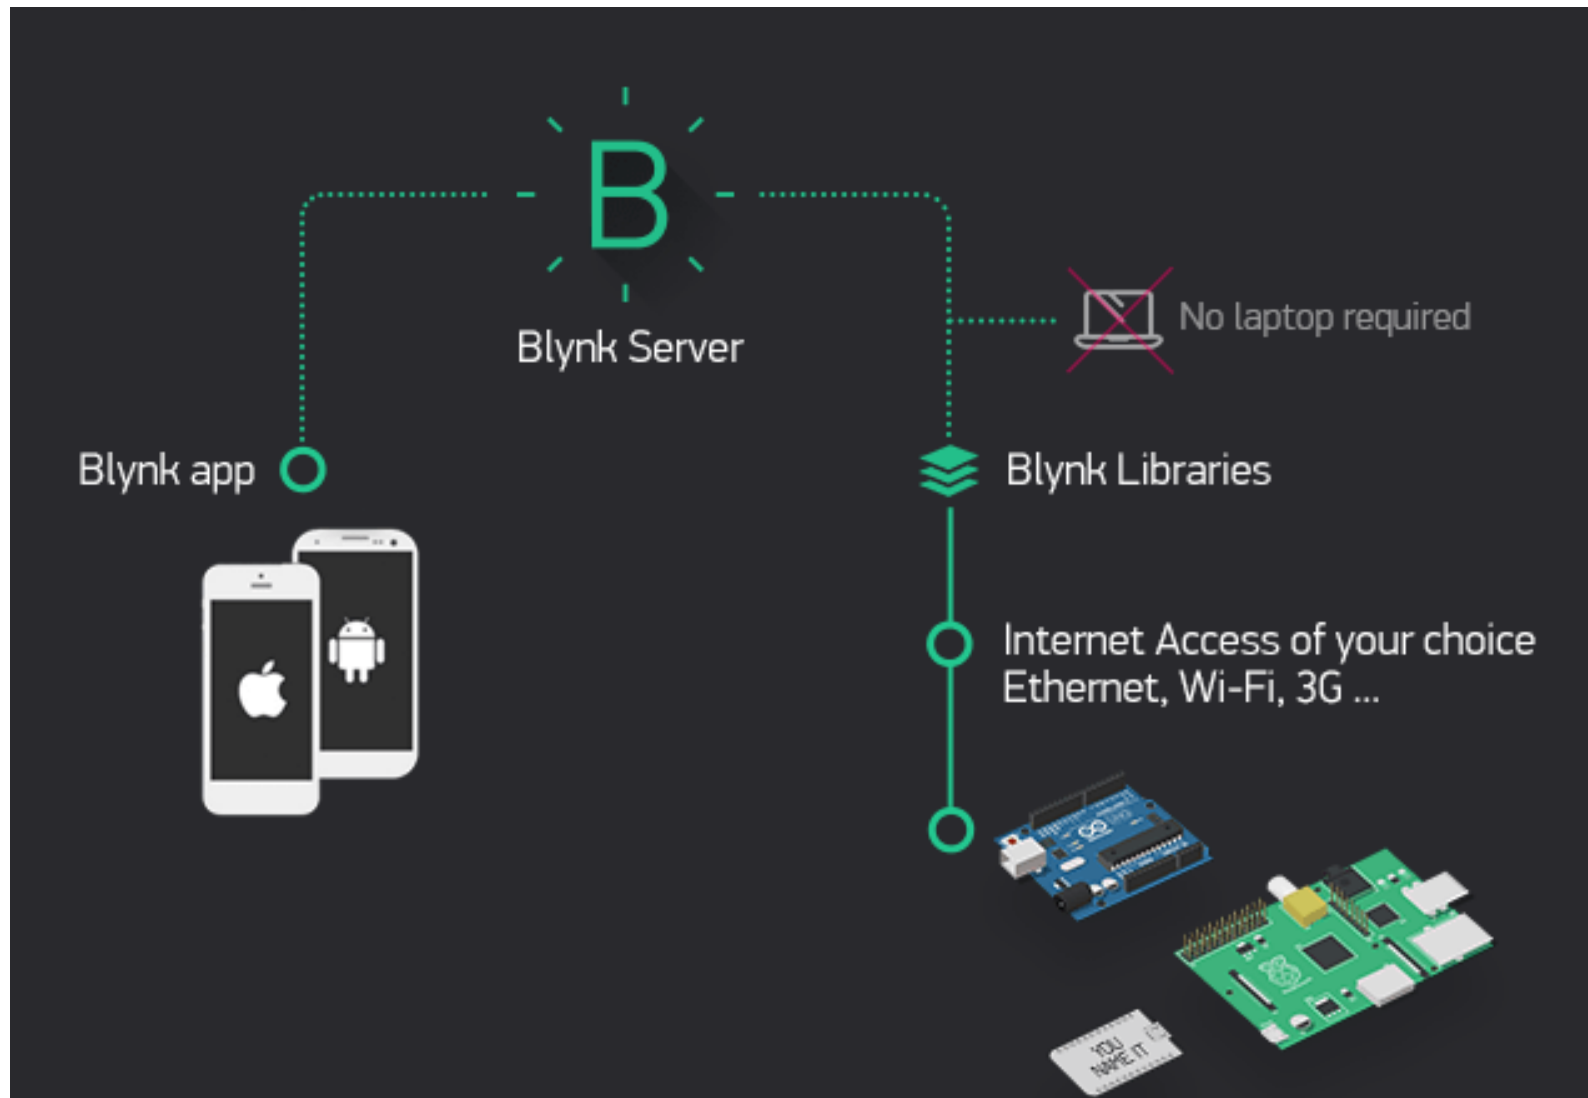 B
Blynk Server
No laptop required
Blynk app
Blynk Libraries
Internet Access of your choice
Ethernet, Wi-Fi, 3G ...
UNO
YOU
NAME IT